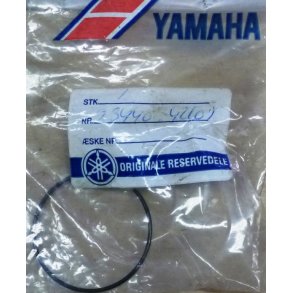 YAMAHA
STK.
NR.
ÆSKE NR.
ORIGINALE RESERVEDELE